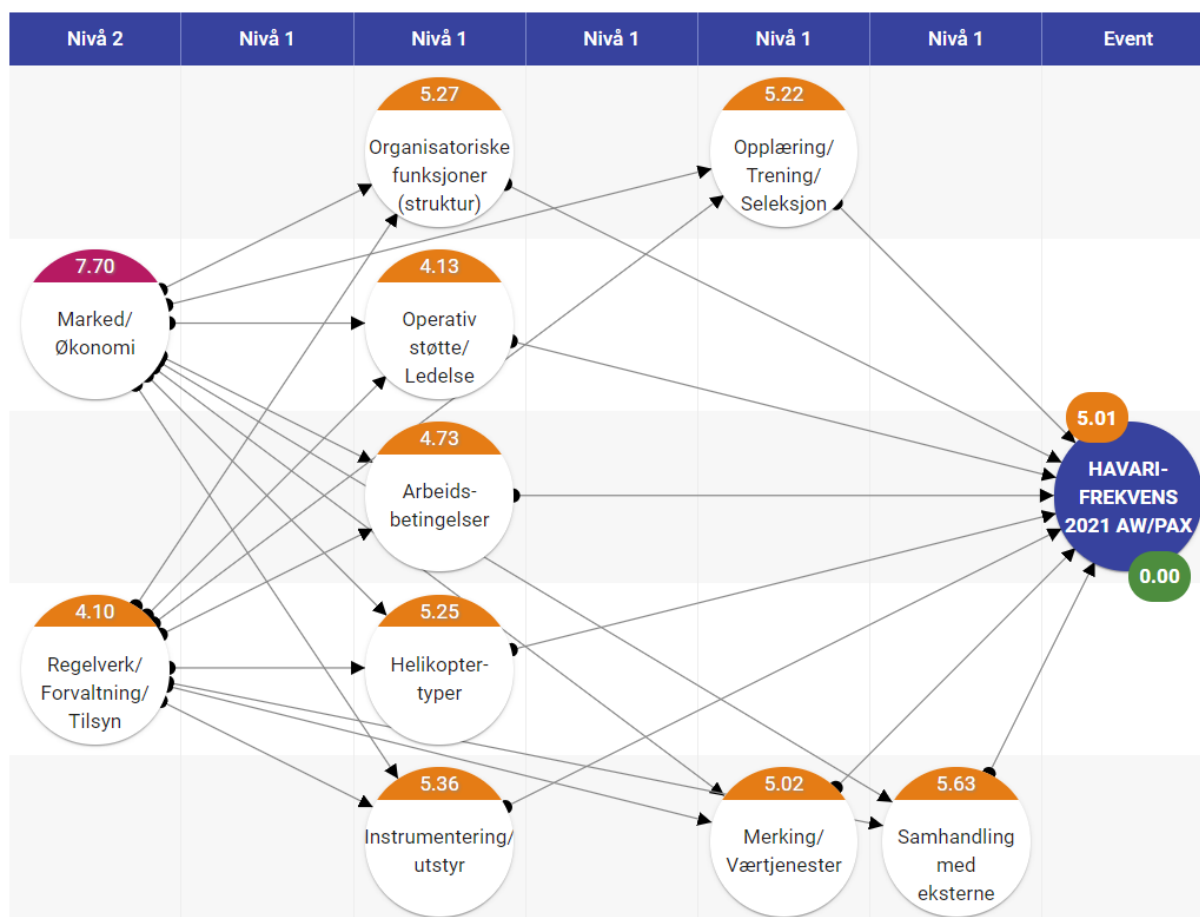 Nivå 2
Nivå 1
Nivå 1
Nivå 1
Nivå 1
Nivå 1
Event
5.27
Organisatoriske
funksjoner
(struktur)
5.22
Opplæring/
Trening/
Seleksjon
7.70
Marked/
Økonomi
4.13
Operativ
støtte/
Ledelse
4.73
Arbeids-
betingelser
5.01
HAVARI-
FREKVENS
2021 AW/PAX
0.00
4.10
Regelverk/
Forvaltning/
Tilsyn
5.25
Helikopter-
typer
5.36
Instrumentering/
utstyr
5.02
Merking/
Værtjenester
5.63
Samhandling
med
eksterne